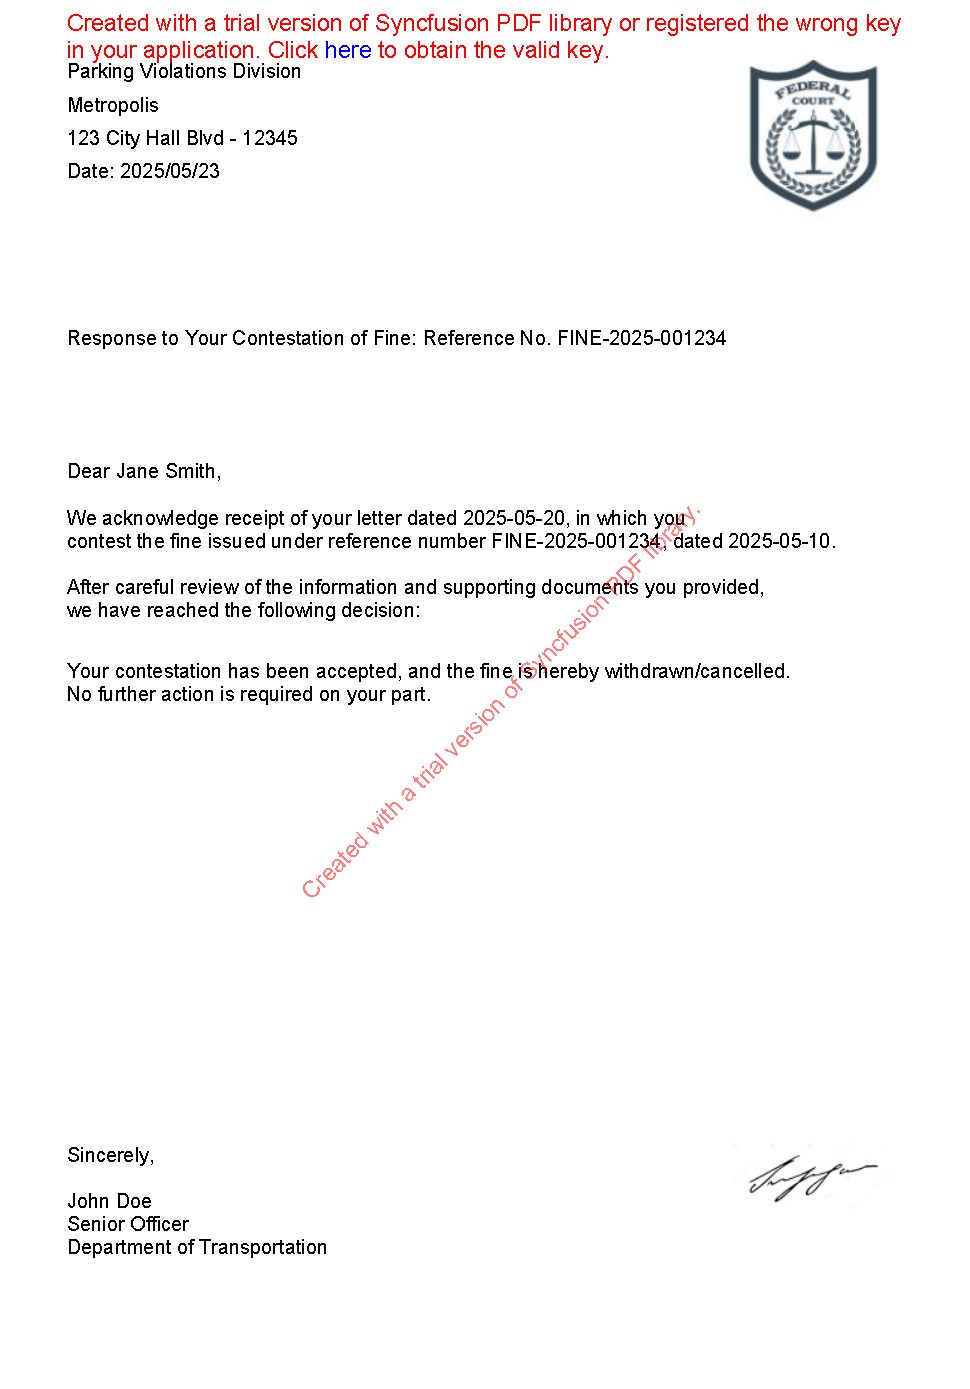 Created with a trial version of Syncfusion PDF library or registered the wrong key
in your application. Click here to obtain the valid key.
Parking Violations Division
Metropolis
123 City Hall Blvd - 12345
Date: 2025/05/23
FEDERAL
COURT
Response to Your Contestation of Fine: Reference No. FINE-2025-001234
Dear Jane Smith,
We acknowledge receipt of your letter dated 2025-05-20, in which you
contest the fine issued under reference number FINE-2025-001234, dated 2025-05-10.
After careful review of the information and supporting documents you provided,
we have reached the following decision:
Your contestation has been accepted, and the fine is hereby withdrawn/cancelled.
No further action is required on your part.
Created with a trial version of Syncfusion PDF library.
Sincerely,
John Doe
Senior Officer
Department of Transportation